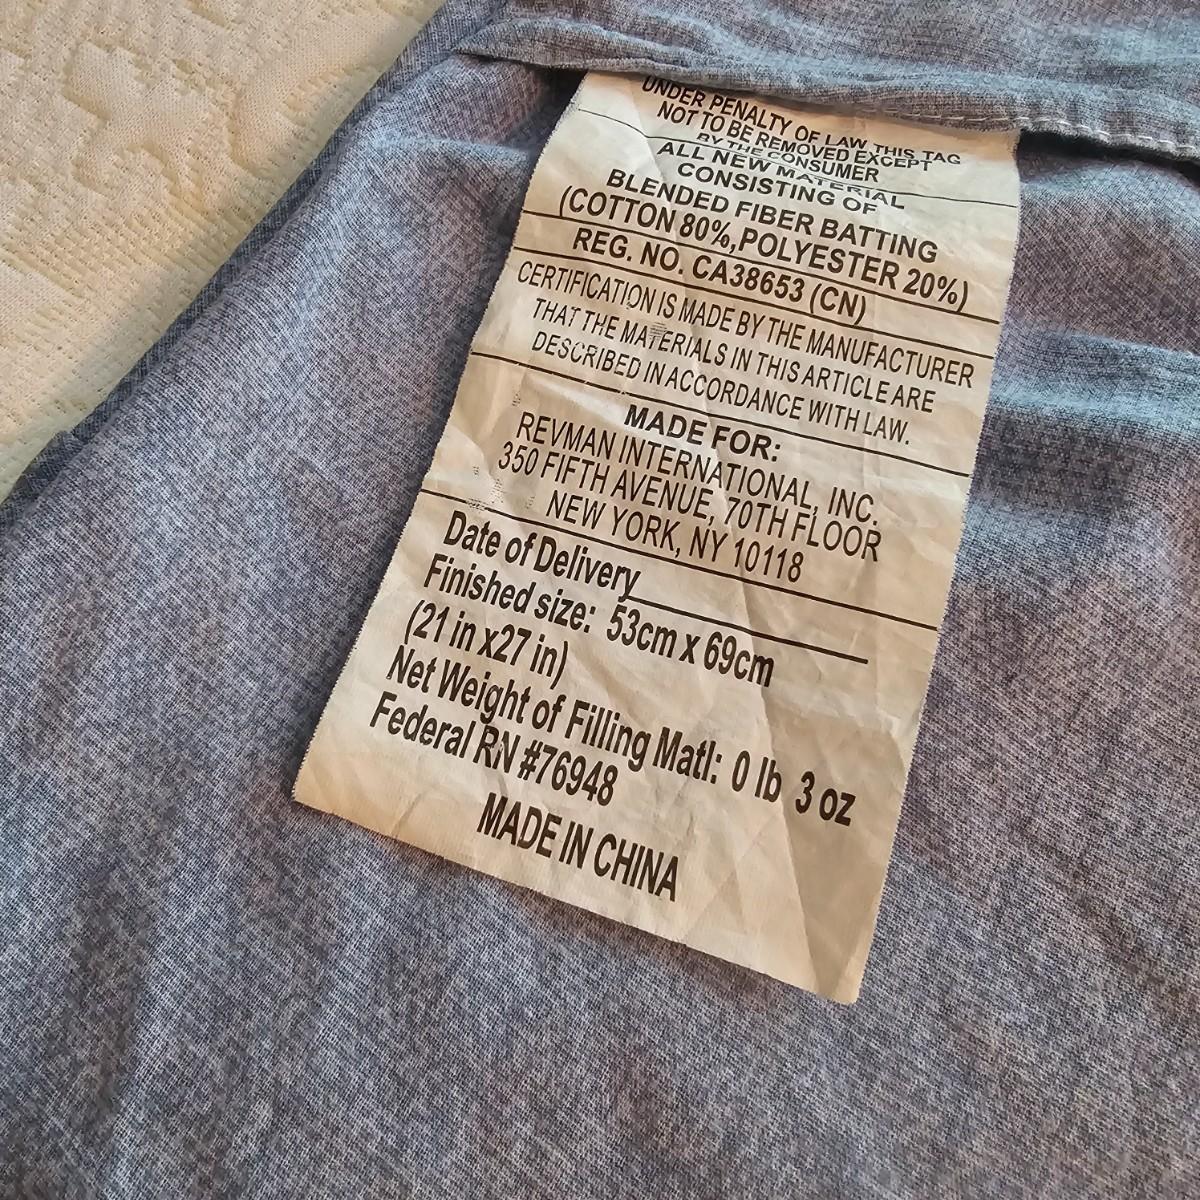 UNDER PENALTY OF LAW THIS TAG
NOT TO BE REMOVED EXCEPT
BY THE CONSUMER
ALL NEW MATERIAL
CONSISTING OF
BLENDED FIBER BATTING
(COTTON 80%,POLYESTER 20%)
REG. NO. CA38653 (CN)
CERTIFICATION IS MADE BY THE MANUFACTURER
THAT THE MATERIALS IN THIS ARTICLE ARE
DESCRIBED IN ACCORDANCE WITH LAW.
MADE FOR:
REVMAN INTERNATIONAL, INC.
350 FIFTH AVENUE, 70TH FLOOR
NEW YORK, NY 10118
Date of Delivery
Finished size: 53cm x 69cm
(21 in x27 in)
Net Weight of Filling Matl: 0 lb 3 oz
Federal RN #76948
MADE IN CHINA